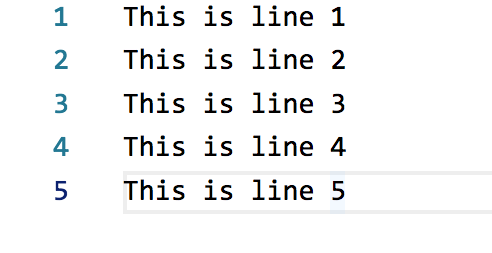 1 This is line 1
2 This is line 2
3 This is line 3
4 This is line 4
5 This is line 5